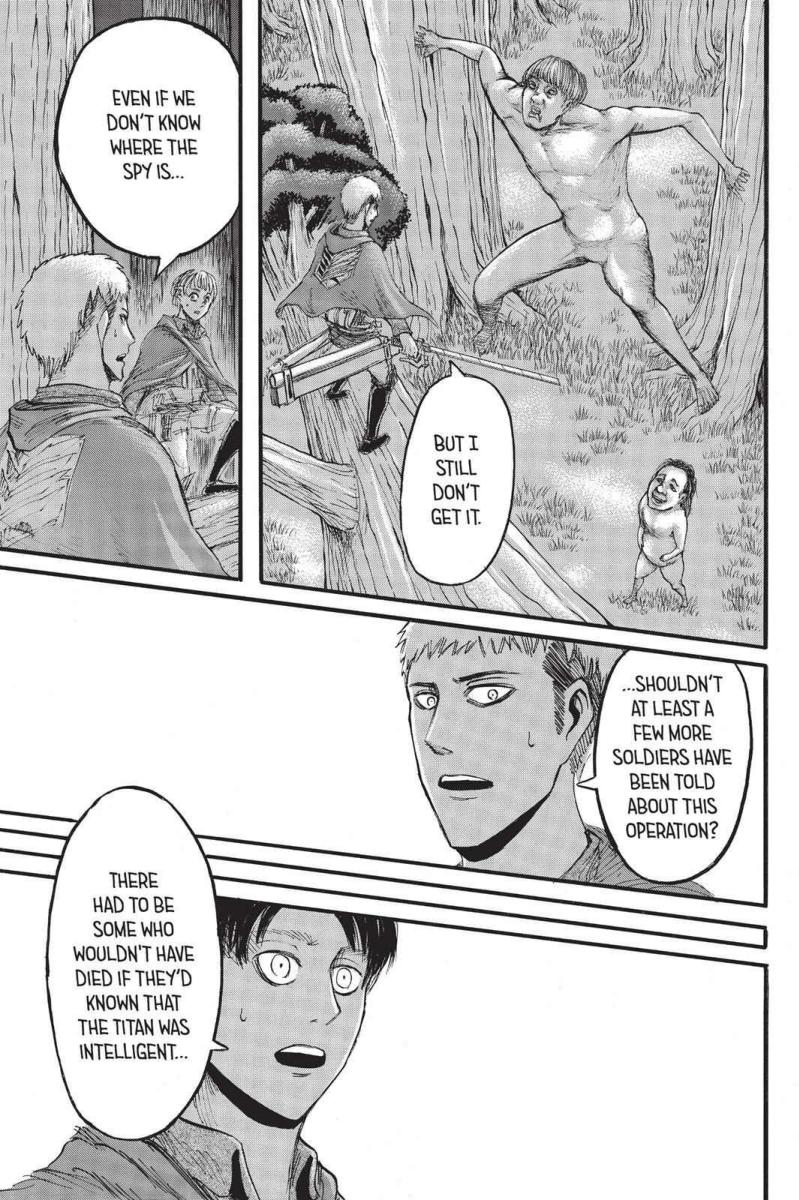 BUT I
STILL
DON'T
GET IT.
EVEN IF WE
DON'T KNOW
WHERE THE
SPY IS...
...SHOULDN'T
AT LEAST A
FEW MORE
SOLDIERS HAVE
BEEN TOLD
ABOUT THIS
OPERATION?
THERE
HAD TO BE
SOME WHO
WOULDN'T HAVE
DIED IF THEY'D
KNOWN THAT
THE TITAN WAS
INTELLIGENT...